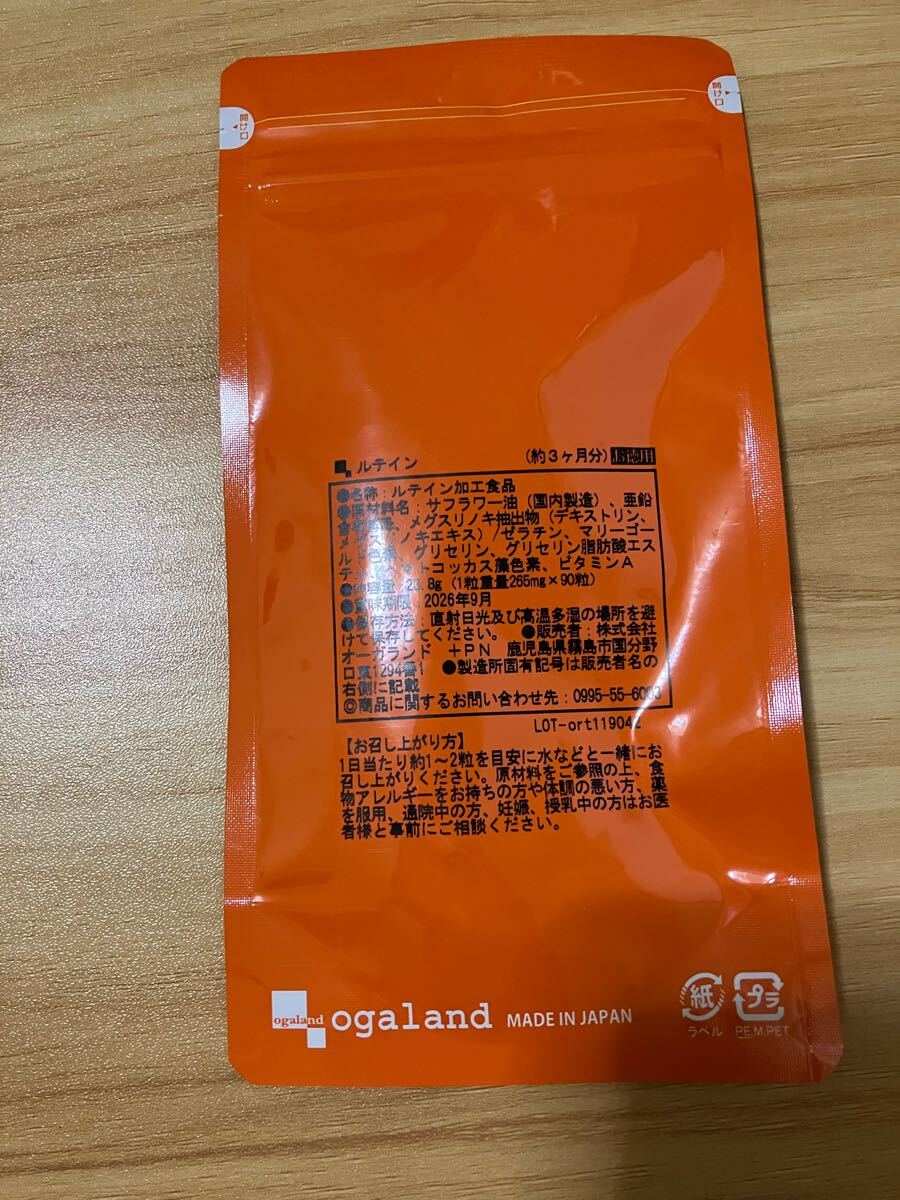 開け口
開け口
ルテイン (約3ヶ月分) お徳用
●名称:ルテイン加工食品
●原材料名:サフラワー油(国内製造)、亜鉛
含有酵母、メグスリノキ抽出物(デキストリン、
メグスリノキエキス)/ゼラチン、マリーゴー
ルド色素、グリセリン、グリセリン脂肪酸エス
テル、ヘマトコッカス藻色素、ビタミンA
●内容量:23.8g(1粒重量265mg×90粒)
●賞味期限:2026年9月
●保存方法:直射日光及び高温多湿の場所を避
けて保存してください。 ●販売者:株式会社
オーガランド +PN 鹿児島県霧島市国分野
口東1294番1 ●製造所固有記号は販売者名の
右側に記載
◎商品に関するお問い合わせ先:
LOT-ort119042
【お召し上がり方】
1日当たり約1~2粒を目安に水などと一緒にお
召し上がりください。原材料をご参照の上、食
物アレルギーをお持ちの方や体調の悪い方、薬
を服用、通院中の方、妊娠、授乳中の方はお医
者様と事前にご相談ください。
ogaland
ogaland MADE IN JAPAN
紙
ラベル
プラ
PE,M,PET